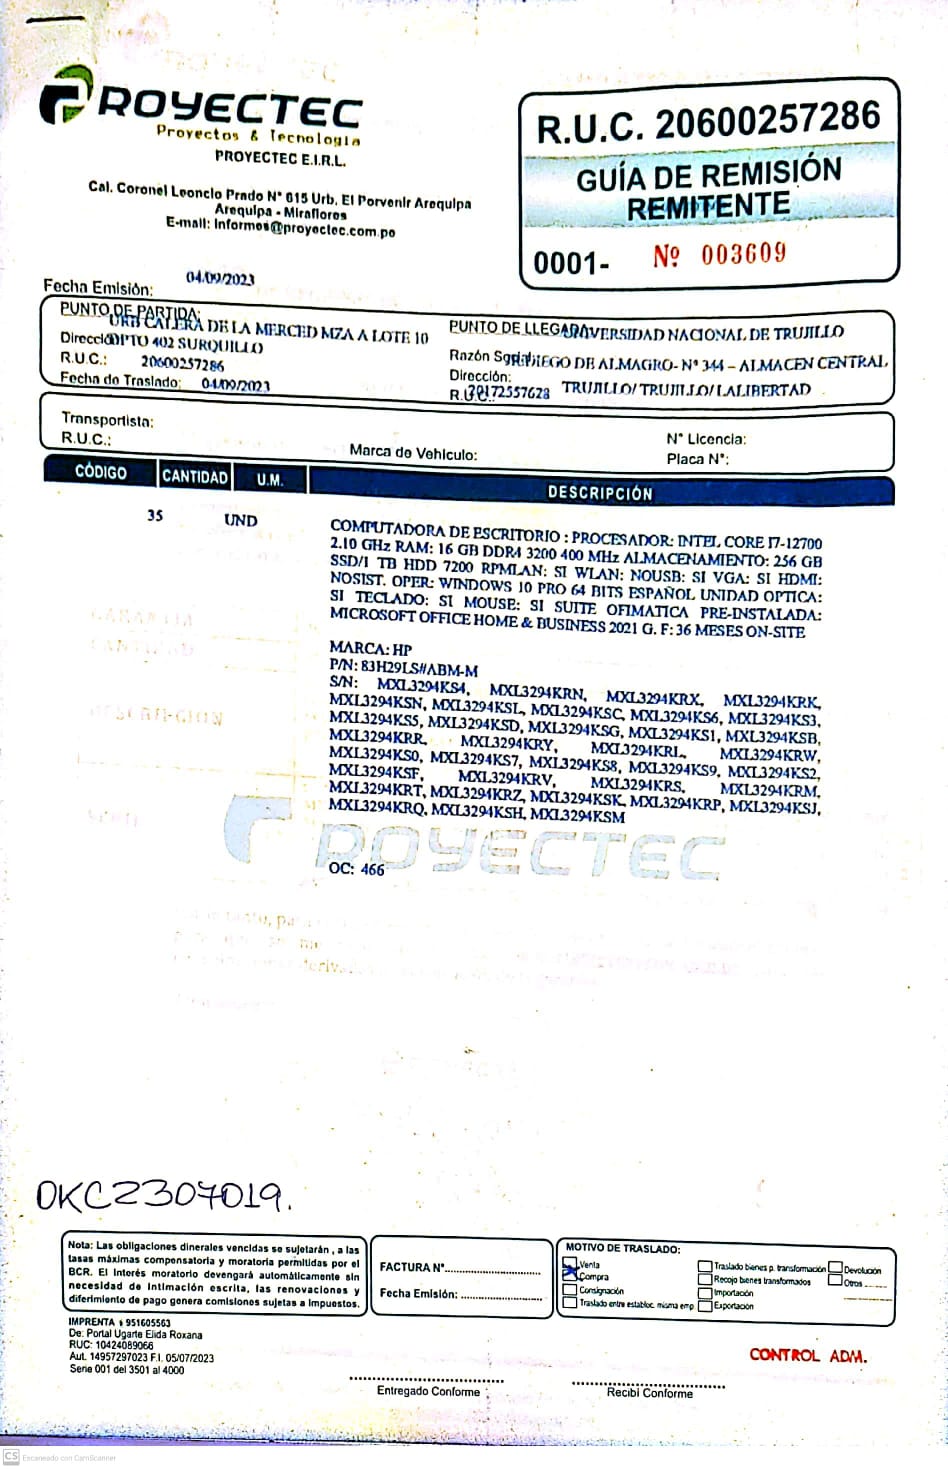 PROYECTEC
Proyectos & Tecnología
PROYECTEC E.I.R.L.
Cal. Coronel Leoncio Prado N° 615 Urb. El Porvenir Arequipa
Arequipa - Miraflores
E-mail: Informes@proyectec.com.pe
R.U.C. 20600257286
GUÍA DE REMISIÓN
REMITENTE
0001- Nº 003609
Fecha Emisión: 04/09/2023
PUNTO DE PARTIDA:
URB CALERA DE LA MERCED MZA A LOTE 10
Dirección: DPTO 402 SURQUILLO
R.U.C.: 20600257286
Fecha de Traslado: 04/09/2023
PUNTO DE LLEGADA: UNIVERSIDAD NACIONAL DE TRUJILLO
Razón Social: DIEGO DE ALMAGRO- N° 344 – ALMACEN CENTRAL
Dirección: TRUJILLO/ TRUJILLO/ LALIBERTAD
R.U.C.: 20172557628
Transportista:
R.U.C.:
Marca de Vehiculo:
N° Licencia:
Placa N°:
CÓDIGO CANTIDAD U.M. DESCRIPCIÓN
35 UND COMPUTADORA DE ESCRITORIO : PROCESADOR: INTEL CORE I7-12700
2.10 GHz RAM: 16 GB DDR4 3200 400 MHz ALMACENAMIENTO: 256 GB
SSD/1 TB HDD 7200 RPMLAN: SI WLAN: NOUSB: SI VGA: SI HDMI:
NOSIST. OPER: WINDOWS 10 PRO 64 BITS ESPAÑOL UNIDAD OPTICA:
SI TECLADO: SI MOUSE: SI SUITE OFIMATICA PRE-INSTALADA:
MICROSOFT OFFICE HOME & BUSINESS 2021 G. F: 36 MESES ON-SITE
MARCA: HP
P/N: 83H29LS#ABM-M
S/N: MXL3294KS4, MXL3294KRN, MXL3294KRX, MXL3294KRK,
MXL3294KSN, MXL3294KSL, MXL3294KSC, MXL3294KS6, MXL3294KS3,
MXL3294KS5, MXL3294KSD, MXL3294KSG, MXL3294KS1, MXL3294KSB,
MXL3294KRR, MXL3294KRY, MXL3294KRL, MXL3294KRW,
MXL3294KS0, MXL3294KS7, MXL3294KS8, MXL3294KS9, MXL3294KS2,
MXL3294KSF, MXL3294KRV, MXL3294KRS, MXL3294KRM,
MXL3294KRT, MXL3294KRZ, MXL3294KSK, MXL3294KRP, MXL3294KSJ,
MXL3294KRQ, MXL3294KSH, MXL3294KSM
PROYECTEC
OC: 466
OKC2307019.
Nota: Las obligaciones dinerales vencidas se sujetarán , a las
tasas máximas compensatoria y moratoria permitidas por el
BCR. El Interés moratorio devengará automáticamente sin
necesidad de intimación escrita, las renovaciones y
diferimiento de pago genera comisiones sujetas a impuestos.
FACTURA N°
Fecha Emisión:
MOTIVO DE TRASLADO:
Venta
Compra
Consignación
Traslado entre establoc. misma emp
Traslado bienes p. transformación
Recojo bienes transformados
Importación
Exportación
Devolución
Otros
IMPRENTA 951605563
De: Portal Ugarte Elida Roxana
RUC: 10424089066
Aut. 14957297023 F.I. 05/07/2023
Serie 001 del 3501 al 4000
CONTROL ADM.
Entregado Conforme
Recibí Conforme
CS Escaneado con CamScanner